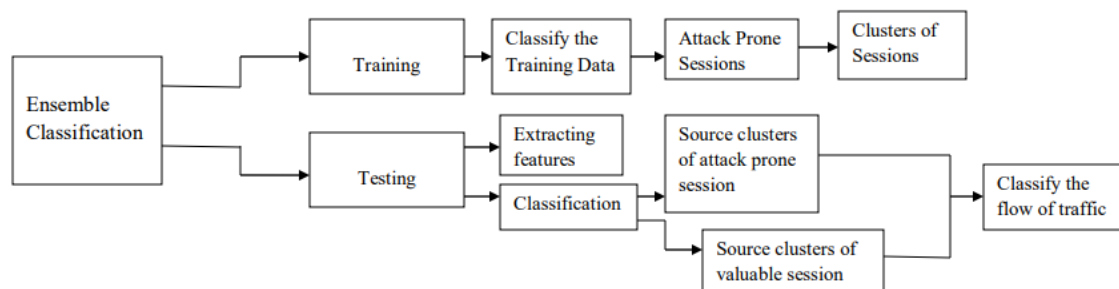 Ensemble
Classification
Training
Classify the
Training Data
Attack Prone
Sessions
Clusters of
Sessions
Testing
Extracting
features
Classification
Source clusters
of attack prone
session
Source clusters of
valuable session
Classify the
flow of traffic